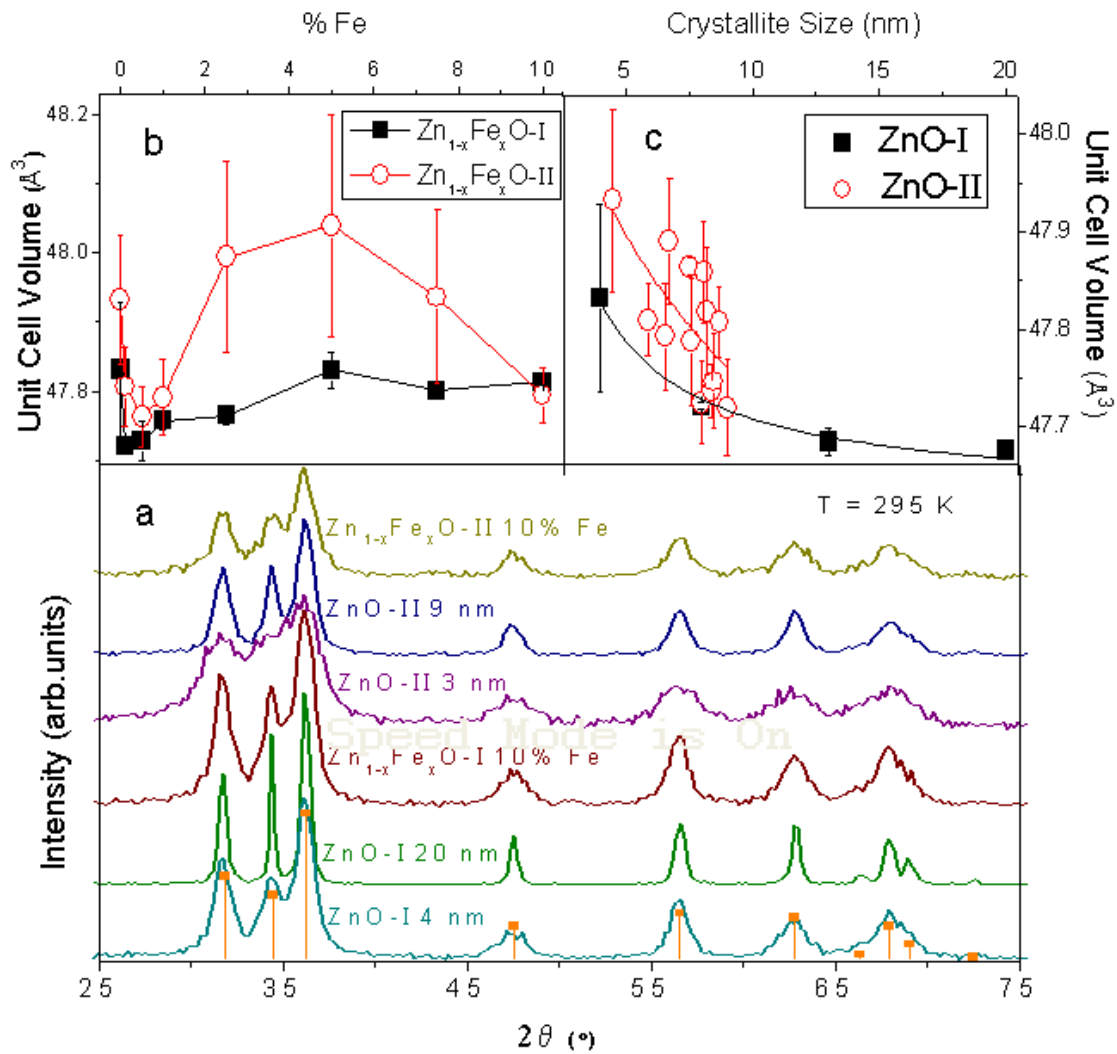 % Fe
Crystallite Size (nm)
0 2 4 6 8 10
5 10 15 20
48.2
48.0
47.8
Unit Cell Volume (Å³)
b
Zn₁₋ₓFeₓO-I
Zn₁₋ₓFeₓO-II
c
ZnO-I
ZnO-II
48.0
47.9
47.8
47.7
Unit Cell Volume (Å³)
a
T = 295 K
Zn₁₋ₓFeₓO-II 10% Fe
ZnO-II 9 nm
ZnO-II 3 nm
Speed Mode is On
Zn₁₋ₓFeₓO-I 10% Fe
ZnO-I 20 nm
ZnO-I 4 nm
Intensity (arb.units)
25 35 45 55 65 75
2θ (°)